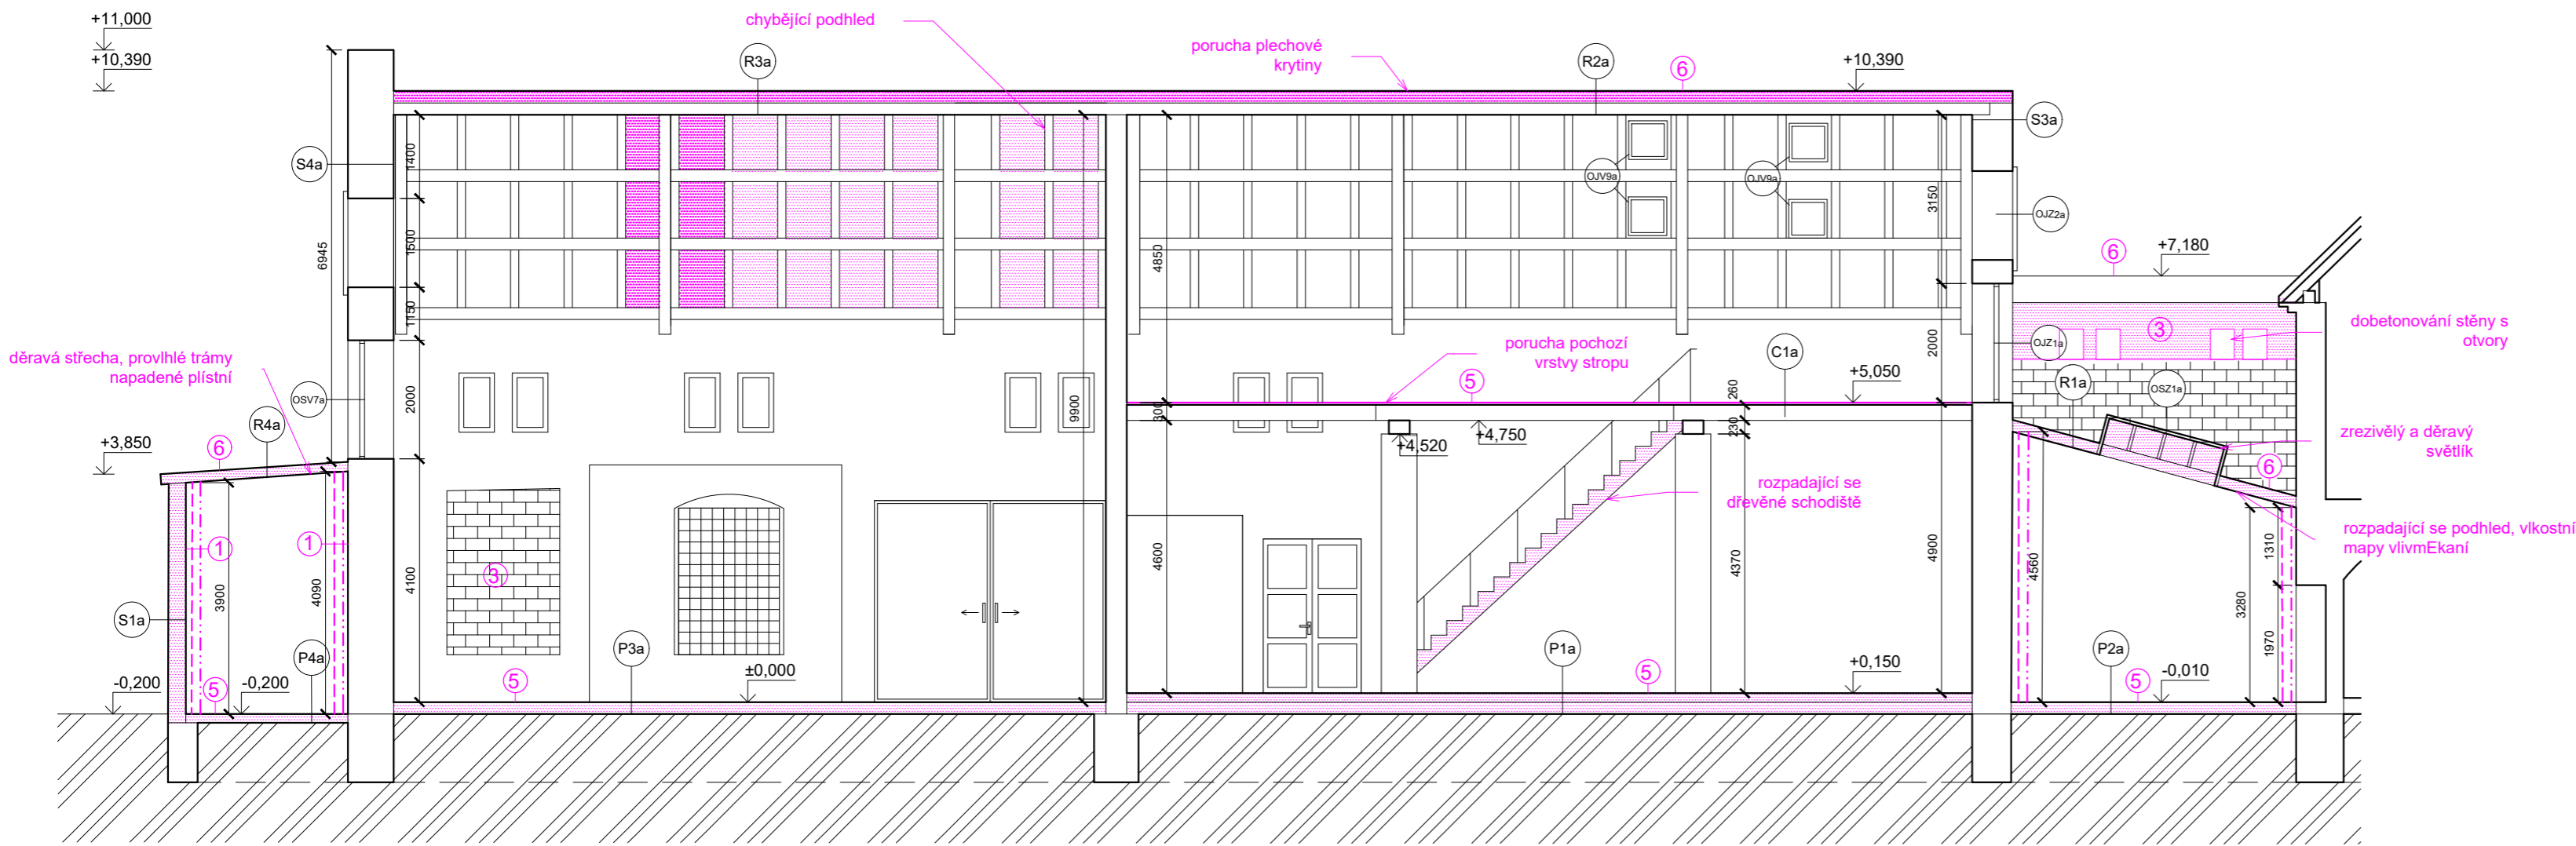 +11,000
+10,390
chybějící podhled
porucha plechové
krytiny
R3a
R2a
6
+10,390
S4a
S3a
1400
1500
1150
6945
4850
3150
OJV9a
OJV9a
OJZ2a
6
+7,180
děravá střecha, provlhlé trámy
napadené plístní
OSV7a
2000
9900
porucha pochozí
vrstvy stropu
5
C1a
+5,050
2000
OJZ1a
3
dobetonování stěny s
otvory
R1a
OSZ1a
R4a
6
+3,850
300
260
230
+4,520
+4,750
zrezivělý a děravý
světlík
6
rozpadající se
dřevěné schodiště
rozpadající se podhled, vlkostní
mapy vlivmEkaní
1
1
3900
4090
4100
3
4600
4370
4900
4560
1310
3280
1970
S1a
P4a
P3a
P1a
P2a
-0,200
5
-0,200
5
±0,000
5
+0,150
5
-0,010